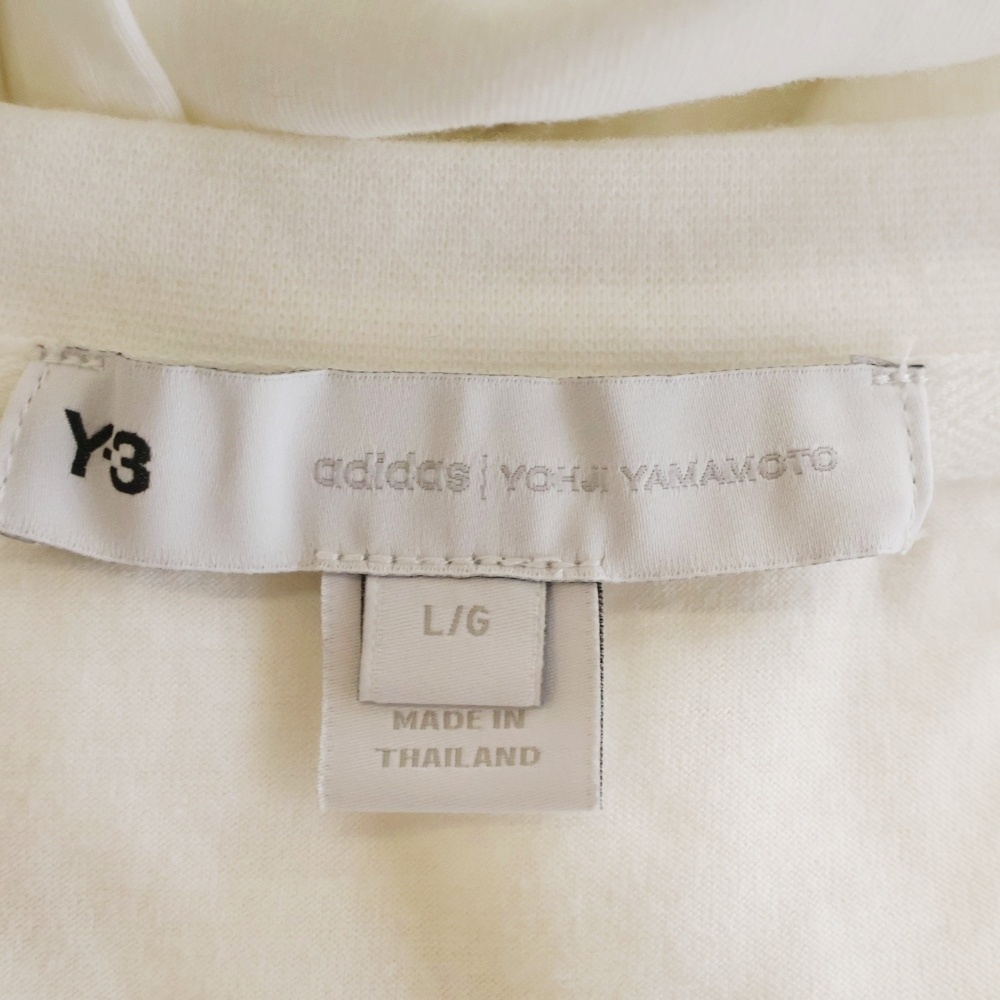 Y-3 adidas | YOHJI YAMAMOTO
L/G
MADE IN
THAILAND